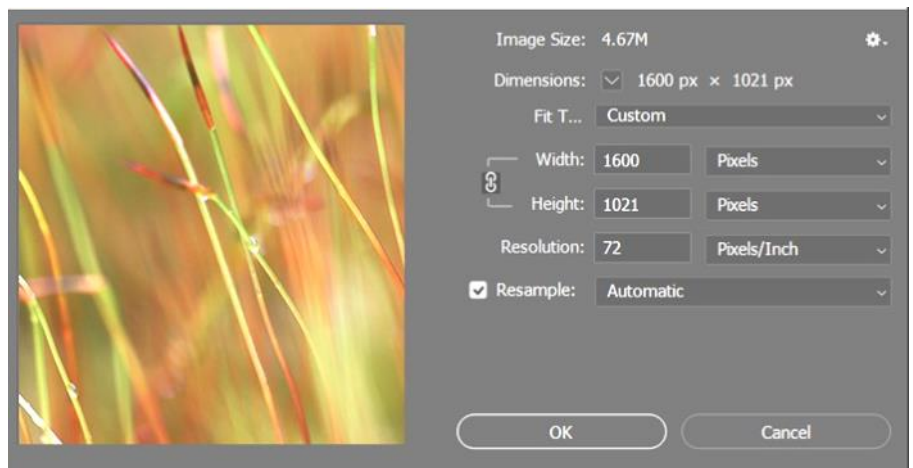 Image Size: 4.67M
Dimensions: 1600 px × 1021 px
Fit T... Custom
Width: 1600 Pixels
Height: 1021 Pixels
Resolution: 72 Pixels/Inch
Resample: Automatic
OK Cancel